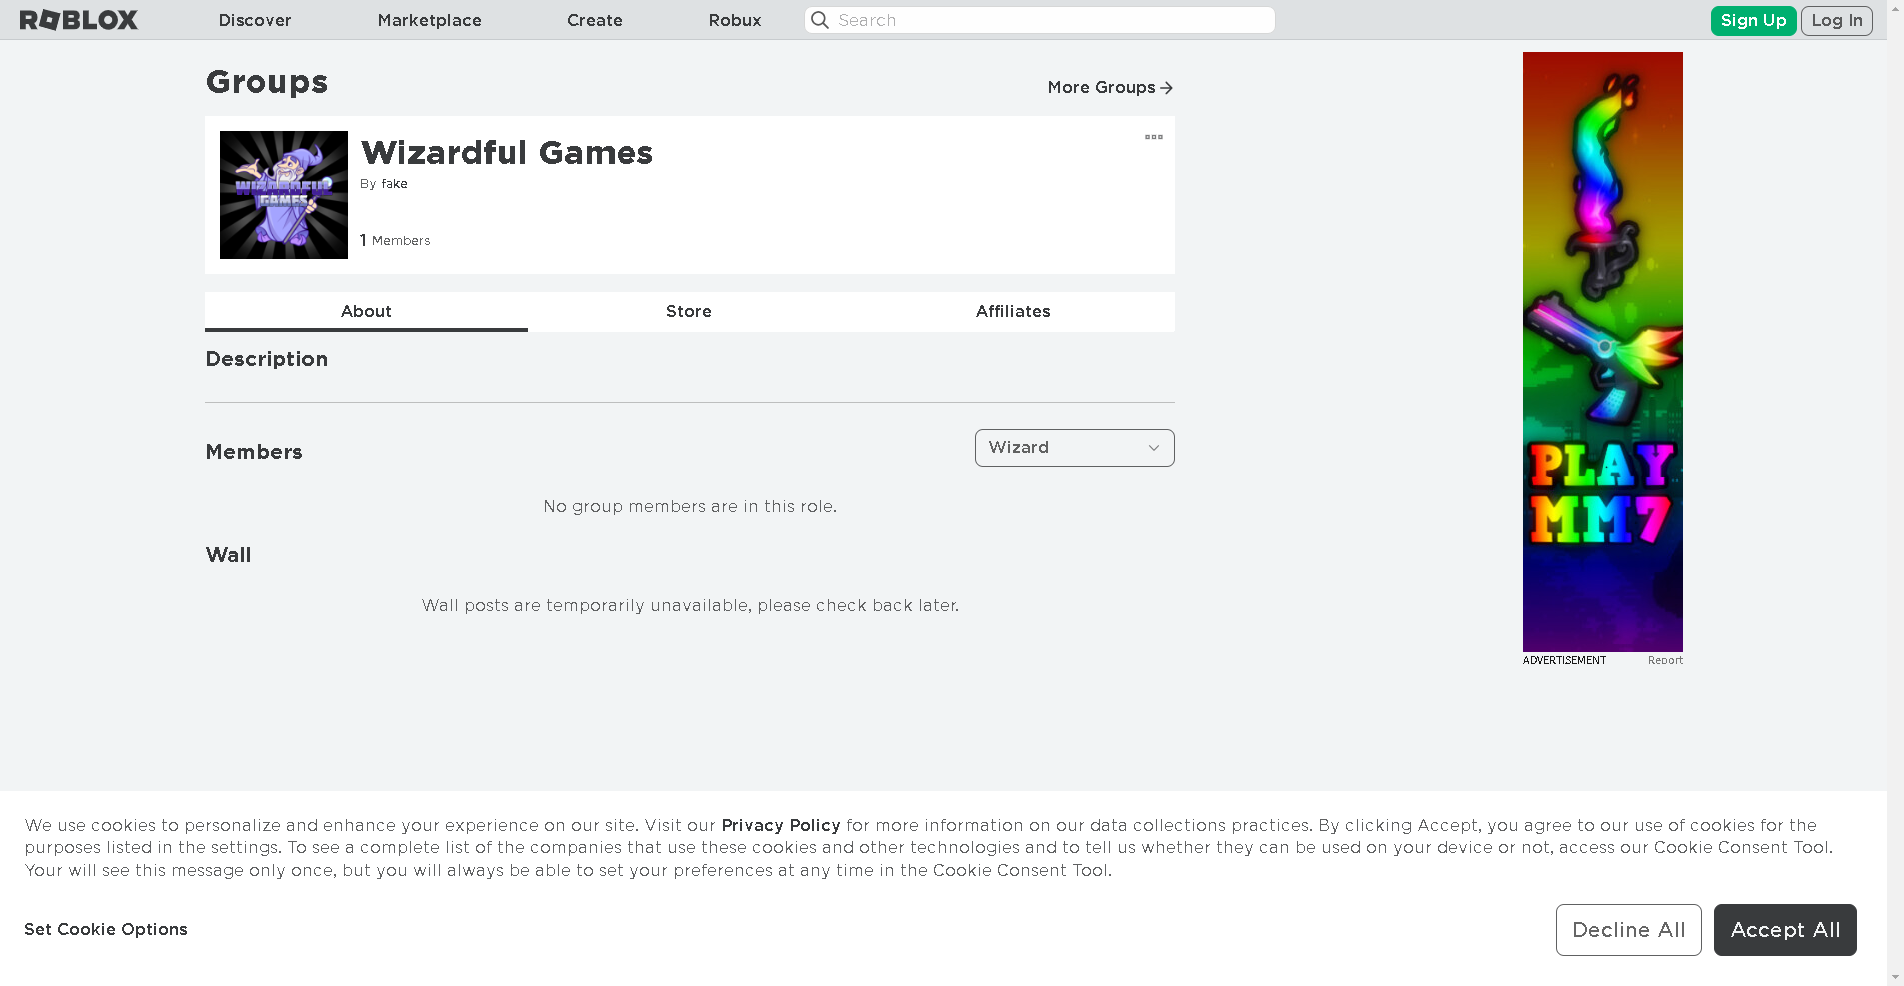 ROBLOX Discover Marketplace Create Robux Search Sign Up Log In
Groups
More Groups
WIZARDFUL
GAMES
Wizardful Games
By fake
1 Members
About Store Affiliates
Description
Members
Wizard
No group members are in this role.
Wall
Wall posts are temporarily unavailable, please check back later.
PLAY
MM7
ADVERTISEMENT Report
We use cookies to personalize and enhance your experience on our site. Visit our Privacy Policy for more information on our data collections practices. By clicking Accept, you agree to our use of cookies for the
purposes listed in the settings. To see a complete list of the companies that use these cookies and other technologies and to tell us whether they can be used on your device or not, access our Cookie Consent Tool.
Your will see this message only once, but you will always be able to set your preferences at any time in the Cookie Consent Tool.
Set Cookie Options
Decline All
Accept All